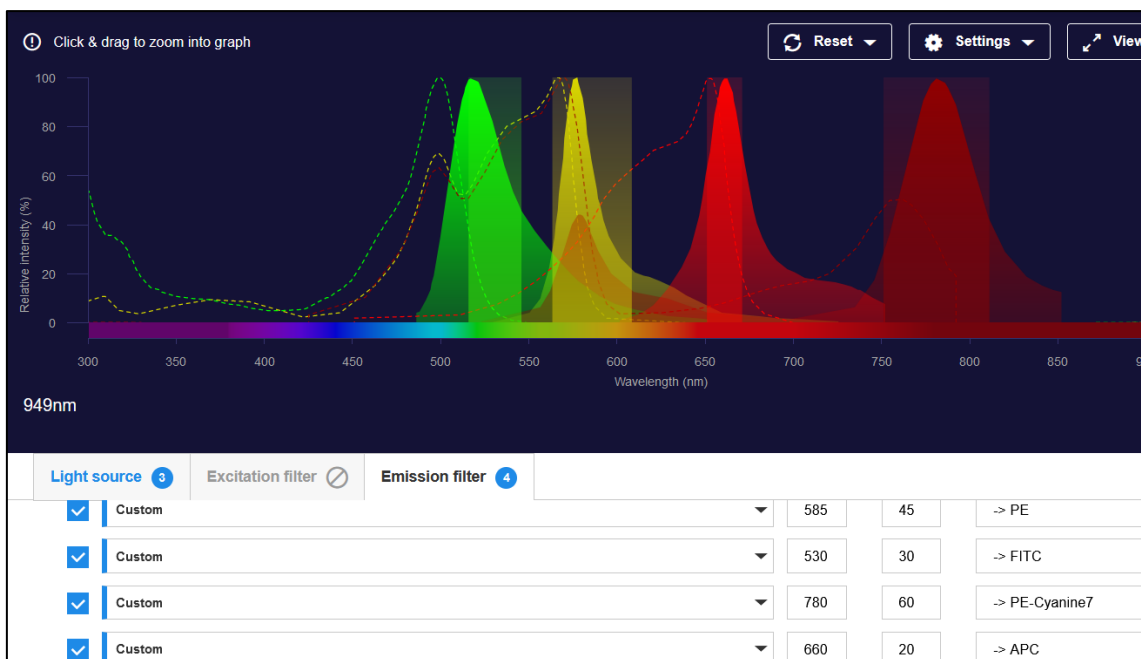 Click & drag to zoom into graph
Reset
Settings
View
100
80
60
40
20
0
Relative intensity (%)
300 350 400 450 500 550 600 650 700 750 800 850 9
Wavelength (nm)
949nm
Light source 3
Excitation filter
Emission filter 4
Custom 585 45 -> PE
Custom 530 30 -> FITC
Custom 780 60 -> PE-Cyanine7
Custom 660 20 -> APC